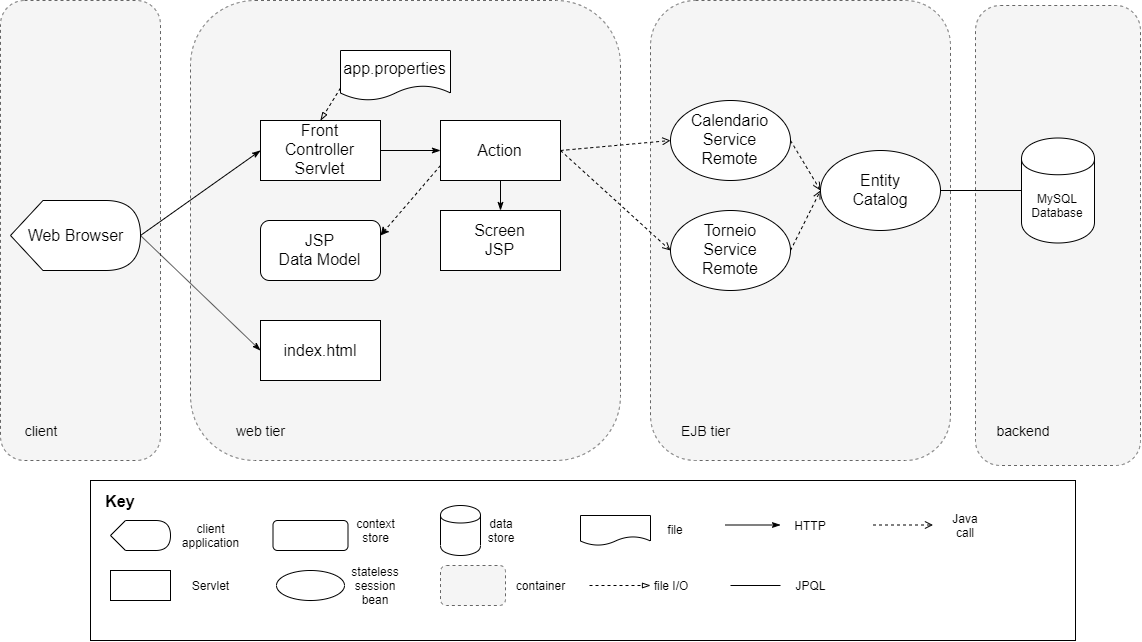 app.properties
Front
Controller
Servlet
Action
Calendario
Service
Remote
Entity
Catalog
MySQL
Database
Web Browser
JSP
Data Model
Screen
JSP
Torneio
Service
Remote
index.html
client
web tier
EJB tier
backend
Key
client
application
context
store
data
store
file
HTTP
Java
call
Servlet
stateless
session
bean
container
file I/O
JPQL